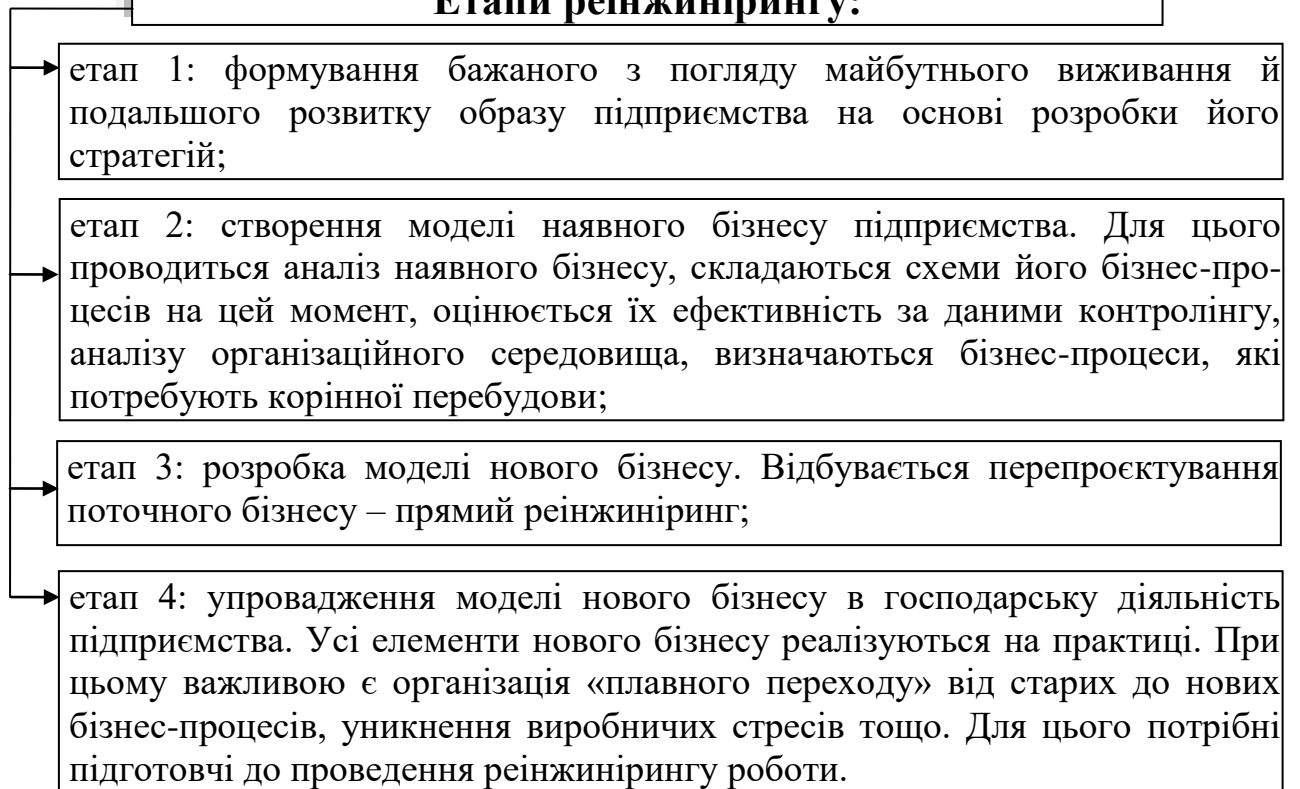 Етапи реінжинірингу:
етап 1: формування бажаного з погляду майбутнього виживання й
подальшого розвитку образу підприємства на основі розробки його
стратегій;
етап 2: створення моделі наявного бізнесу підприємства. Для цього
проводиться аналіз наявного бізнесу, складаються схеми його бізнес-про-
цесів на цей момент, оцінюється їх ефективність за даними контролінгу,
аналізу організаційного середовища, визначаються бізнес-процеси, які
потребують корінної перебудови;
етап 3: розробка моделі нового бізнесу. Відбувається перепроєктування
поточного бізнесу – прямий реінжиніринг;
етап 4: упровадження моделі нового бізнесу в господарську діяльність
підприємства. Усі елементи нового бізнесу реалізуються на практиці. При
цьому важливою є організація «плавного переходу» від старих до нових
бізнес-процесів, уникнення виробничих стресів тощо. Для цього потрібні
підготовчі до проведення реінжинірингу роботи.